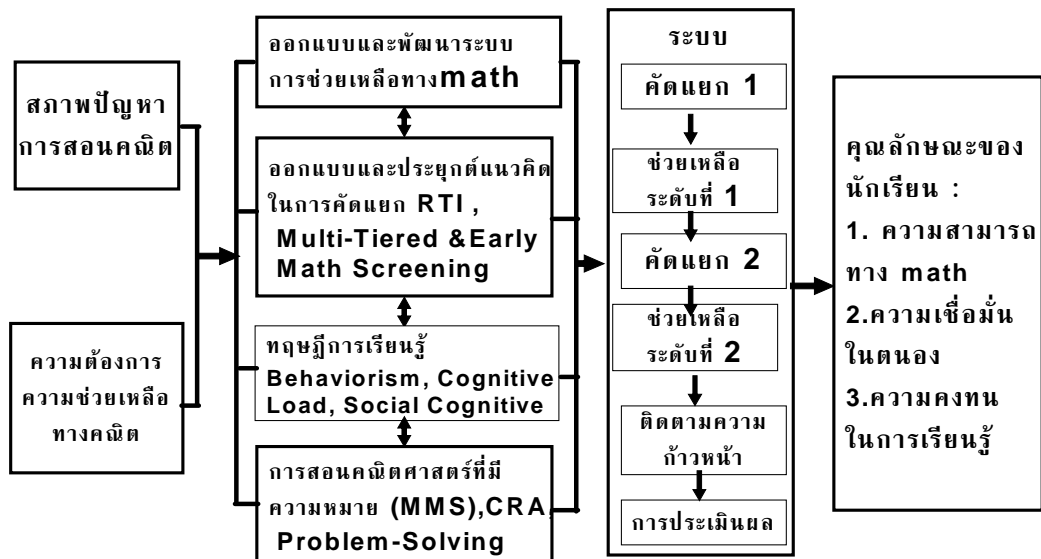 สภาพปัญหา
การสอนคณิต
ความต้องการ
ความช่วยเหลือ
ทางคณิต
ออกแบบและพัฒนาระบบ
การช่วยเหลือทาง math
ออกแบบและประยุกต์แนวคิด
ในการคัดแยก RTI ,
Multi-Tiered &Early
Math Screening
ทฤษฎีการเรียนรู้
Behaviorism, Cognitive
Load, Social Cognitive
การสอนคณิตศาสตร์ที่มี
ความหมาย (MMS),CRA,
Problem-Solving
ระบบ
คัดแยก 1
ช่วยเหลือ
ระดับที่ 1
คัดแยก 2
ช่วยเหลือ
ระดับที่ 2
ติดตามความ
ก้าวหน้า
การประเมินผล
คุณลักษณะของ
นักเรียน :
1. ความสามารถ
ทาง math
2.ความเชื่อมั่น
ในตนอง
3.ความคงทน
ในการเรียนรู้